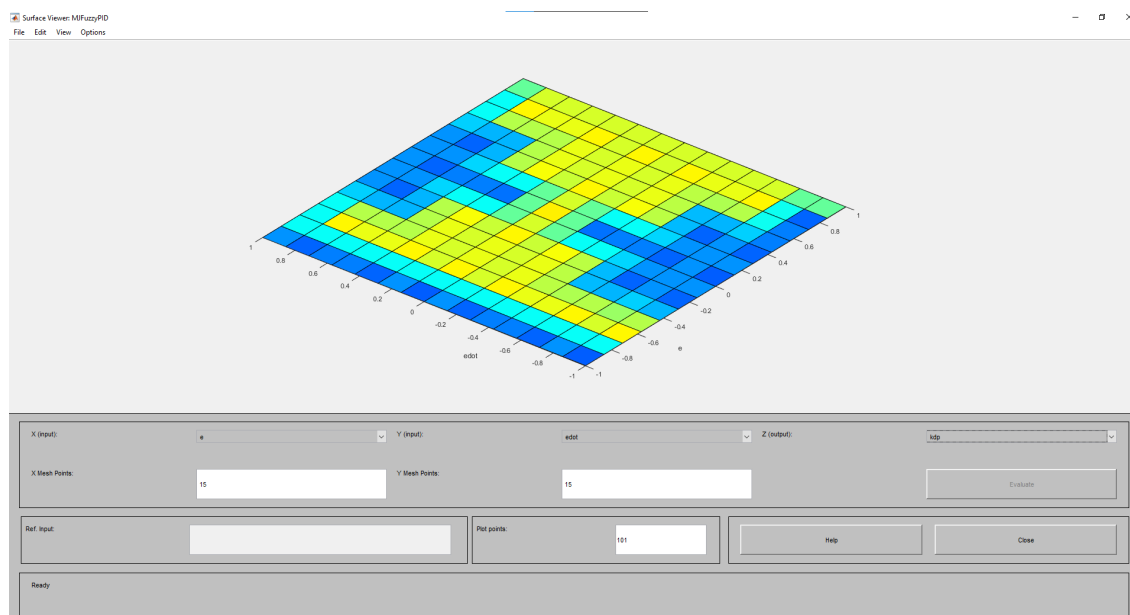 Surface Viewer: MJFuzzyPID
File Edit View Options
1
0.8
0.6
0.4
0.2
0
-0.2
-0.4
-0.6
-0.8
-1
edot
1
0.8
0.6
0.4
0.2
0
-0.2
-0.4
-0.6
-0.8
-1
e
X (input): e Y (input): edot Z (output): kdp
X Mesh Points: 15 Y Mesh Points: 15 Evaluate
Ref. Input: Plot points: 101 Help Close
Ready